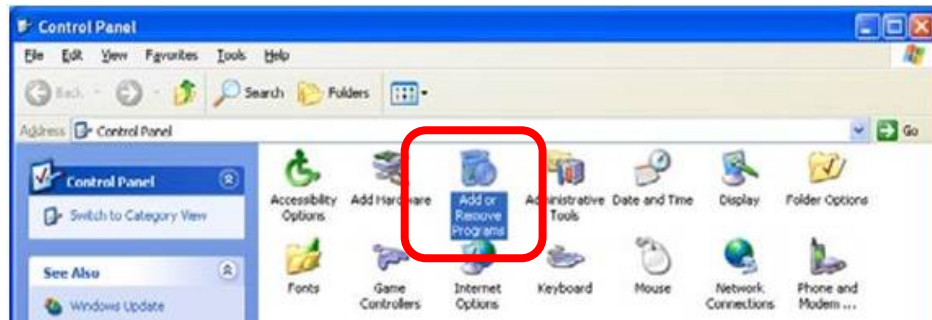 Control Panel
File Edit View Favorites Tools Help
Back Search Folders
Address Control Panel Go
Control Panel
Switch to Category View
See Also
Windows Update
Accessibility Options
Add Hardware
Add or Remove Programs
Administrative Tools
Date and Time
Display
Folder Options
Fonts
Game Controllers
Internet Options
Keyboard
Mouse
Network Connections
Phone and Modem ...